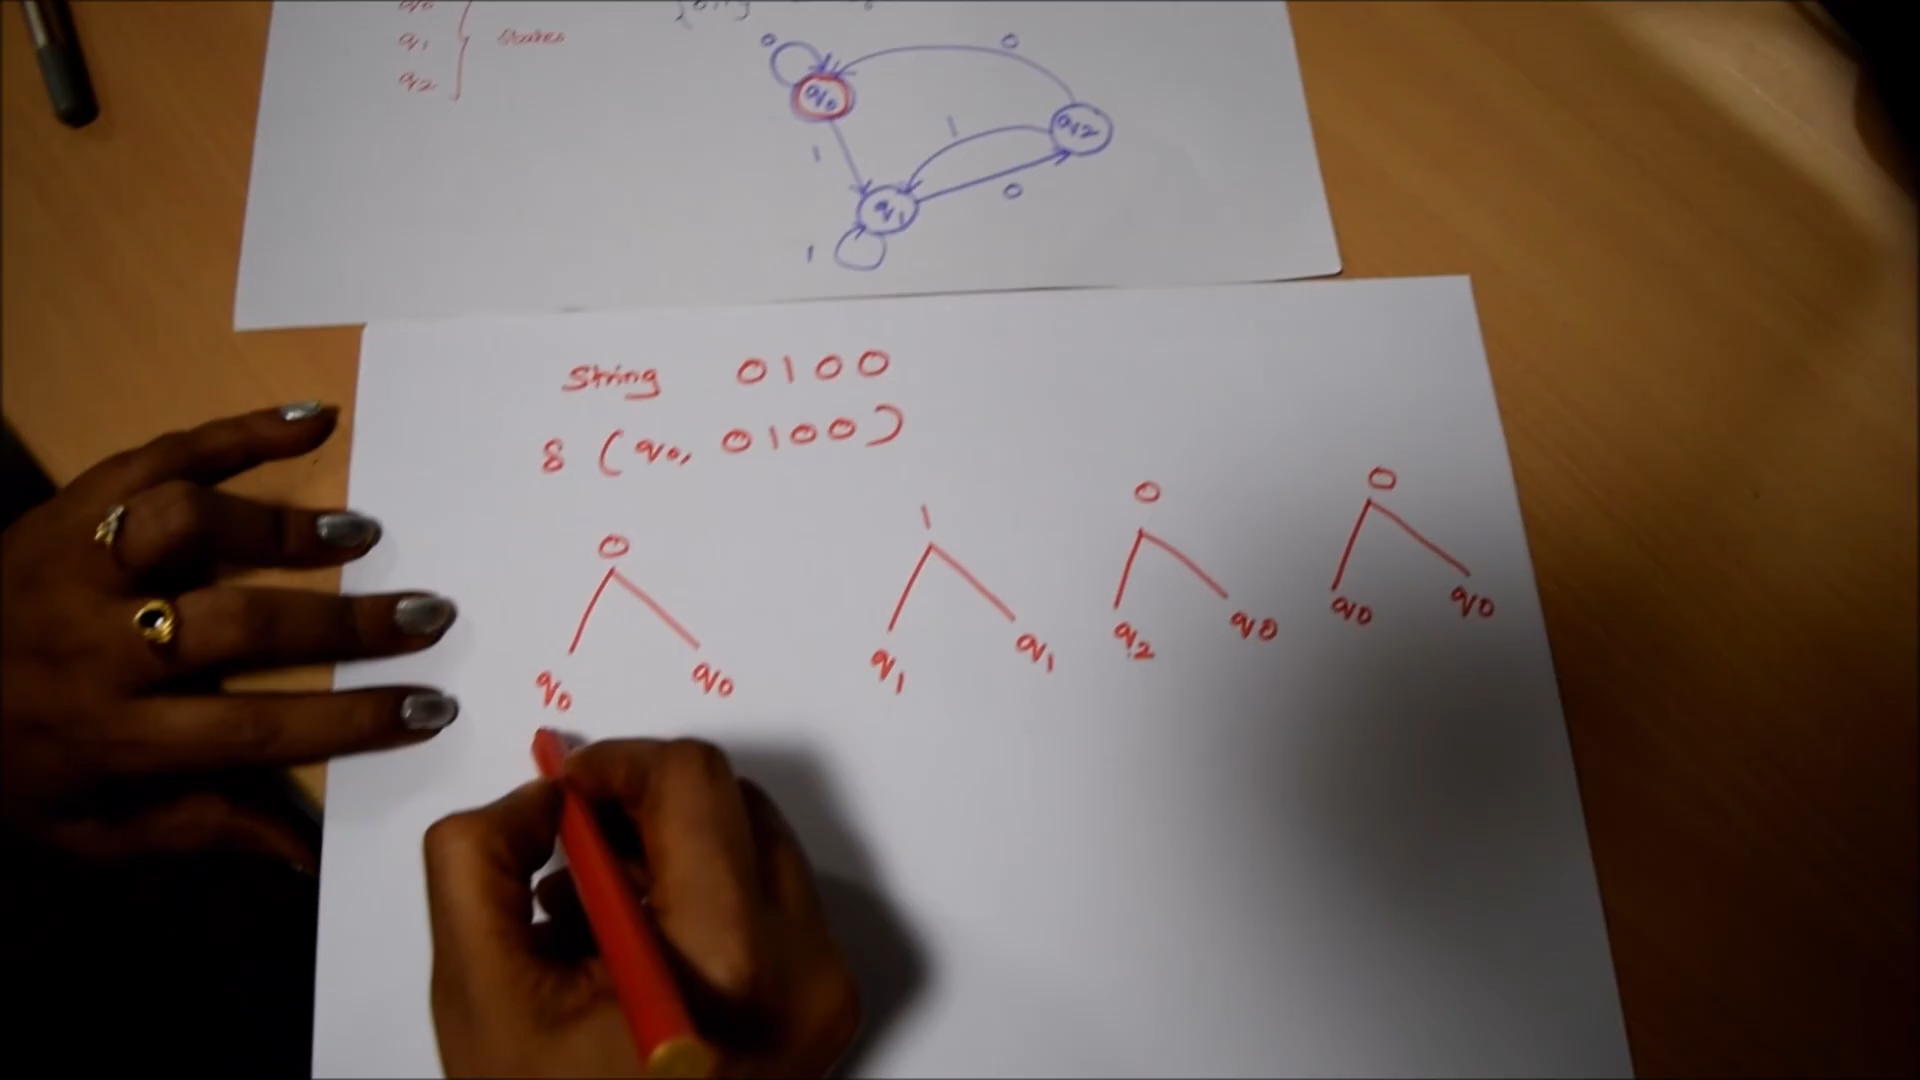 q0
q1 States
q2
0 0
q0 1 q2
1 0
q1
1
String 0100
δ (q0, 0100)
0 1 0 0
q0 q0 q1 q1 q2 q0 q0 q0